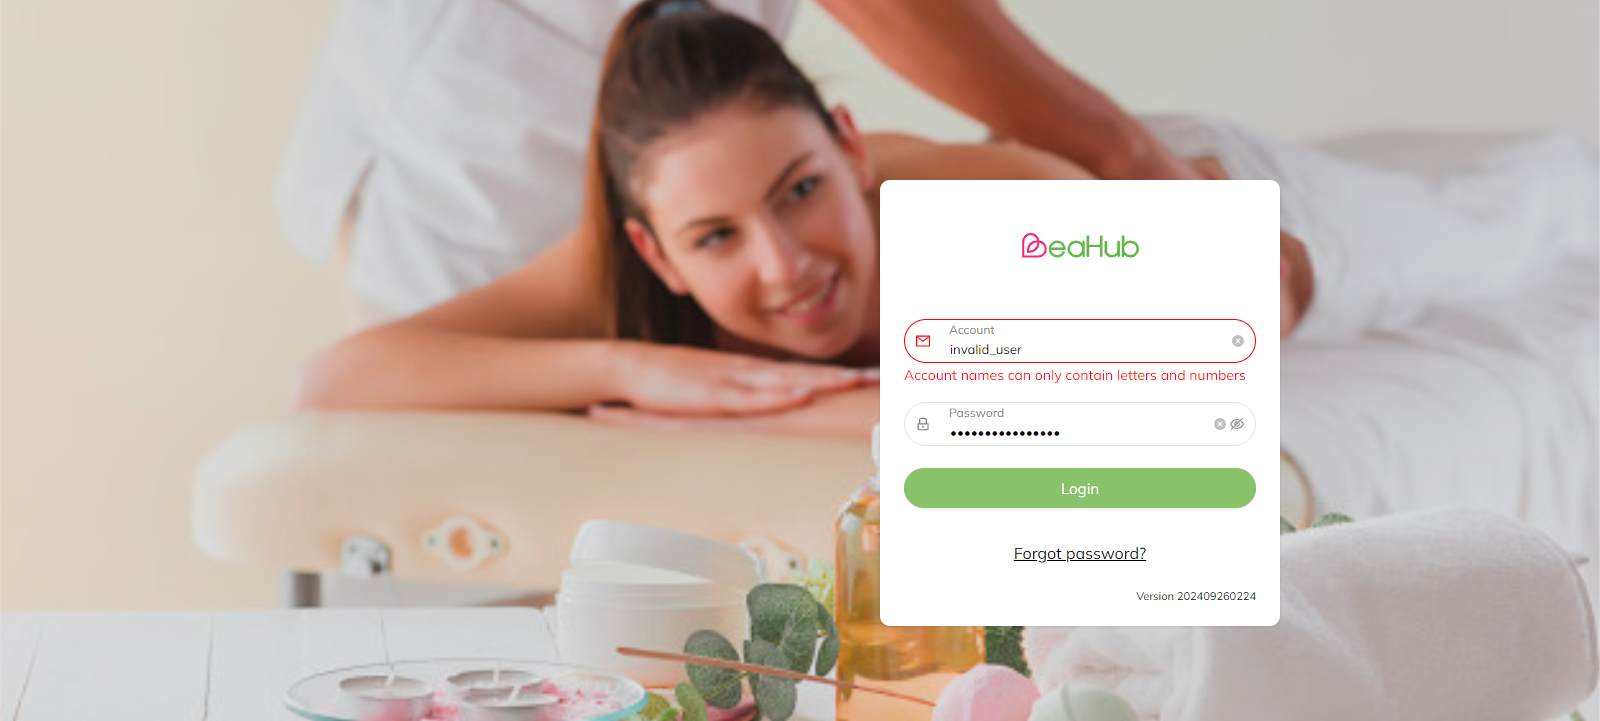 BeaHub
Account
invalid_user
Account names can only contain letters and numbers
Password
••••••••••••••••
Login
Forgot password?
Version 202409260224